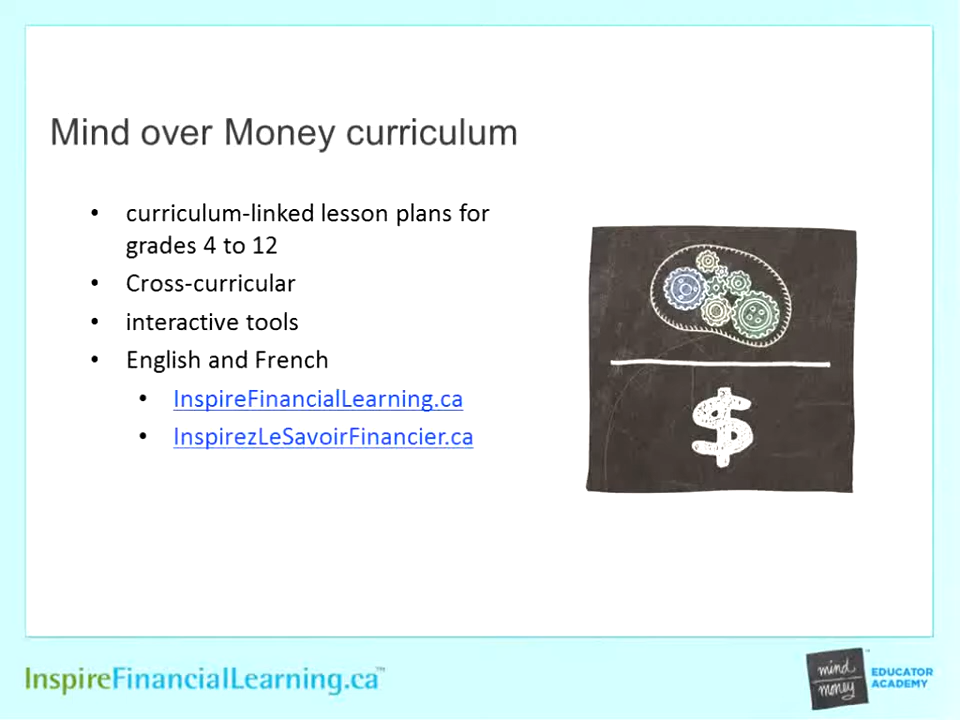 Mind over Money curriculum
• curriculum-linked lesson plans for
grades 4 to 12
• Cross-curricular
• interactive tools
• English and French
• InspireFinancialLearning.ca
• InspirezLeSavoirFinancier.ca
$
InspireFinancialLearning.ca™
mind
money
EDUCATOR
ACADEMY